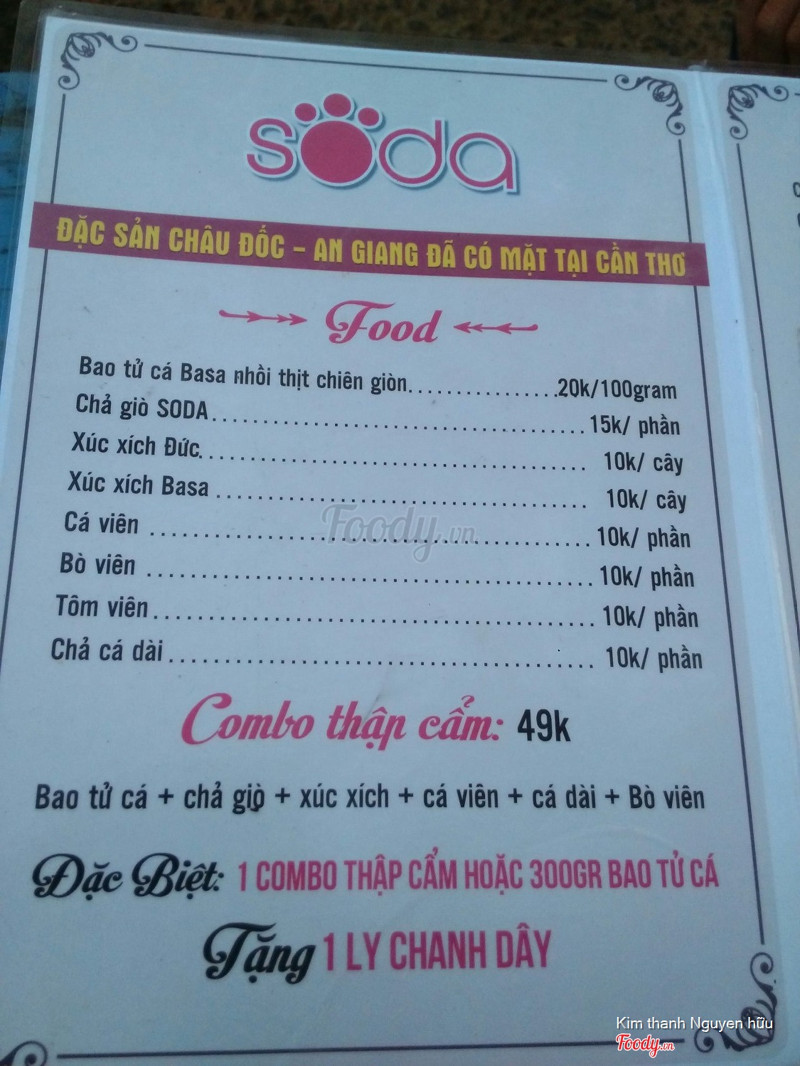 soda
ĐẶC SẢN CHÂU ĐỐC - AN GIANG ĐÃ CÓ MẶT TẠI CẦN THƠ
Food
Bao tử cá Basa nhồi thịt chiên giòn................20k/100gram
Chả giò SODA............................................15k/ phần
Xúc xích Đức............................................ 10k/ cây
Xúc xích Basa .......................................... 10k/ cây
Cá viên ....................................................10k/ phần
Bò viên ....................................................10k/ phần
Tôm viên.................................................. 10k/ phần
Chả cá dài................................................ 10k/ phần
Combo thập cẩm: 49k
Bao tử cá + chả giò + xúc xích + cá viên + cá dài + Bò viên
Đặc Biệt: 1 COMBO THẬP CẨM HOẶC 300GR BAO TỬ CÁ
Tặng 1 LY CHANH DÂY
Foody.vn
Kim thanh Nguyen hữu
Foody.vn